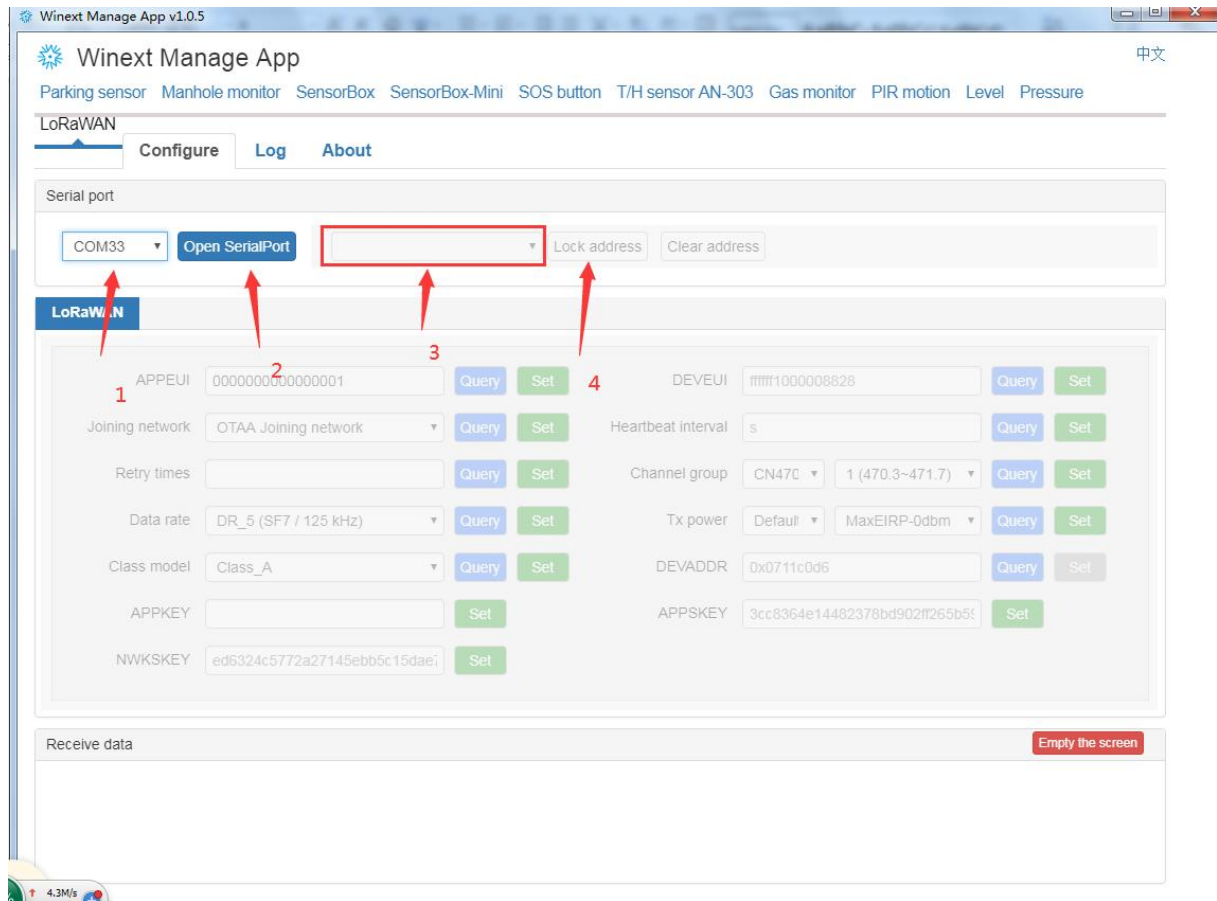 Winext Manage App v1.0.5
Winext Manage App 中文
Parking sensor Manhole monitor SensorBox SensorBox-Mini SOS button T/H sensor AN-303 Gas monitor PIR motion Level Pressure
LoRaWAN
Configure Log About
Serial port
COM33 Open SerialPort Lock address Clear address
LoRaWAN
1 2 3 4
APPEUI 0000000000000001 Query Set DEVEUI ffffff1000008828 Query Set
Joining network OTAA Joining network Query Set Heartbeat interval s Query Set
Retry times Query Set Channel group CN470 1 (470.3~471.7) Query Set
Data rate DR_5 (SF7 / 125 kHz) Query Set Tx power Default MaxEIRP-0dbm Query Set
Class model Class_A Query Set DEVADDR 0x0711c0d6 Query Set
APPKEY Set APPSKEY 3cc8364e14482378bd902ff265b59 Set
NWKSKEY ed6324c5772a27145ebb5c15dae7 Set
Receive data Empty the screen
4.3M/s